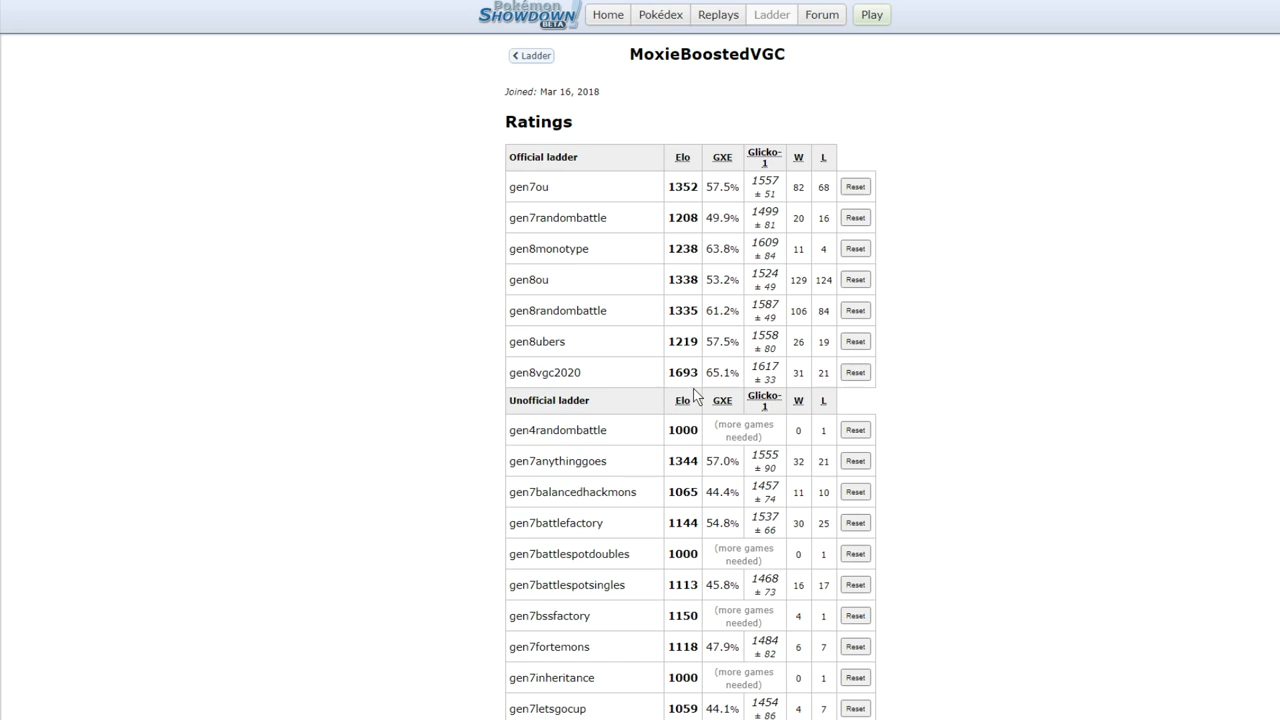 Pokémon
SHOWDOWN!
BETA
Home Pokédex Replays Ladder Forum Play
Ladder
MoxieBoostedVGC
Joined: Mar 16, 2018
Ratings
Official ladder Elo GXE Glicko-1 W L
gen7ou 1352 57.5% 1557 ± 51 82 68 Reset
gen7randombattle 1208 49.9% 1499 ± 81 20 16 Reset
gen8monotype 1238 63.8% 1609 ± 84 11 4 Reset
gen8ou 1338 53.2% 1524 ± 49 129 124 Reset
gen8randombattle 1335 61.2% 1587 ± 49 106 84 Reset
gen8ubers 1219 57.5% 1558 ± 80 26 19 Reset
gen8vgc2020 1693 65.1% 1617 ± 33 31 21 Reset
Unofficial ladder Elo GXE Glicko-1 W L
gen4randombattle 1000 (more games needed) 0 1 Reset
gen7anythinggoes 1344 57.0% 1555 ± 90 32 21 Reset
gen7balancedhackmons 1065 44.4% 1457 ± 74 11 10 Reset
gen7battlefactory 1144 54.8% 1537 ± 66 30 25 Reset
gen7battlespotdoubles 1000 (more games needed) 0 1 Reset
gen7battlespotsingles 1113 45.8% 1468 ± 73 16 17 Reset
gen7bssfactory 1150 (more games needed) 4 1 Reset
gen7fortemons 1118 47.9% 1484 ± 82 6 7 Reset
gen7inheritance 1000 (more games needed) 0 1 Reset
gen7letsgocup 1059 44.1% 1454 ± 86 4 7 Reset